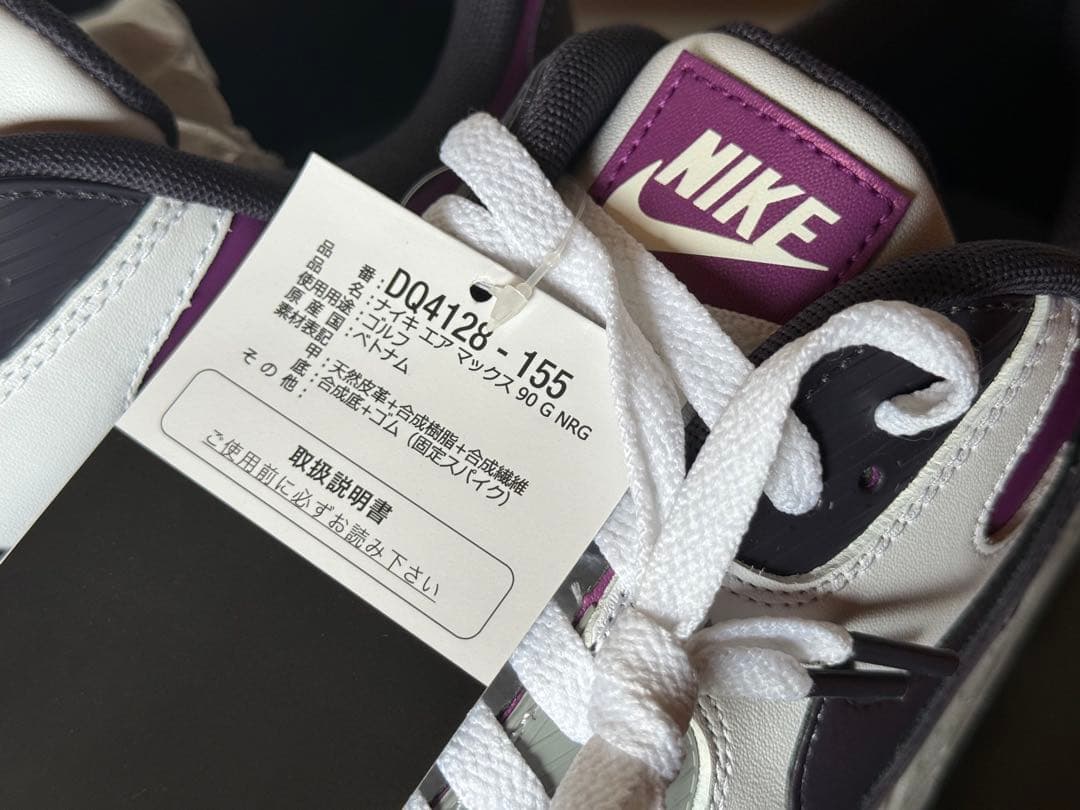 NIKE
品　　番：DQ4128 - 155
品　　名：ナイキ エア マックス 90 G NRG
使用用途：ゴルフ
原 産 国：ベトナム
素材表記：
甲：天然皮革+合成樹脂+合成繊維
底：合成底+ゴム（固定スパイク）
そ の 他：
取扱説明書
ご使用前に必ずお読み下さい